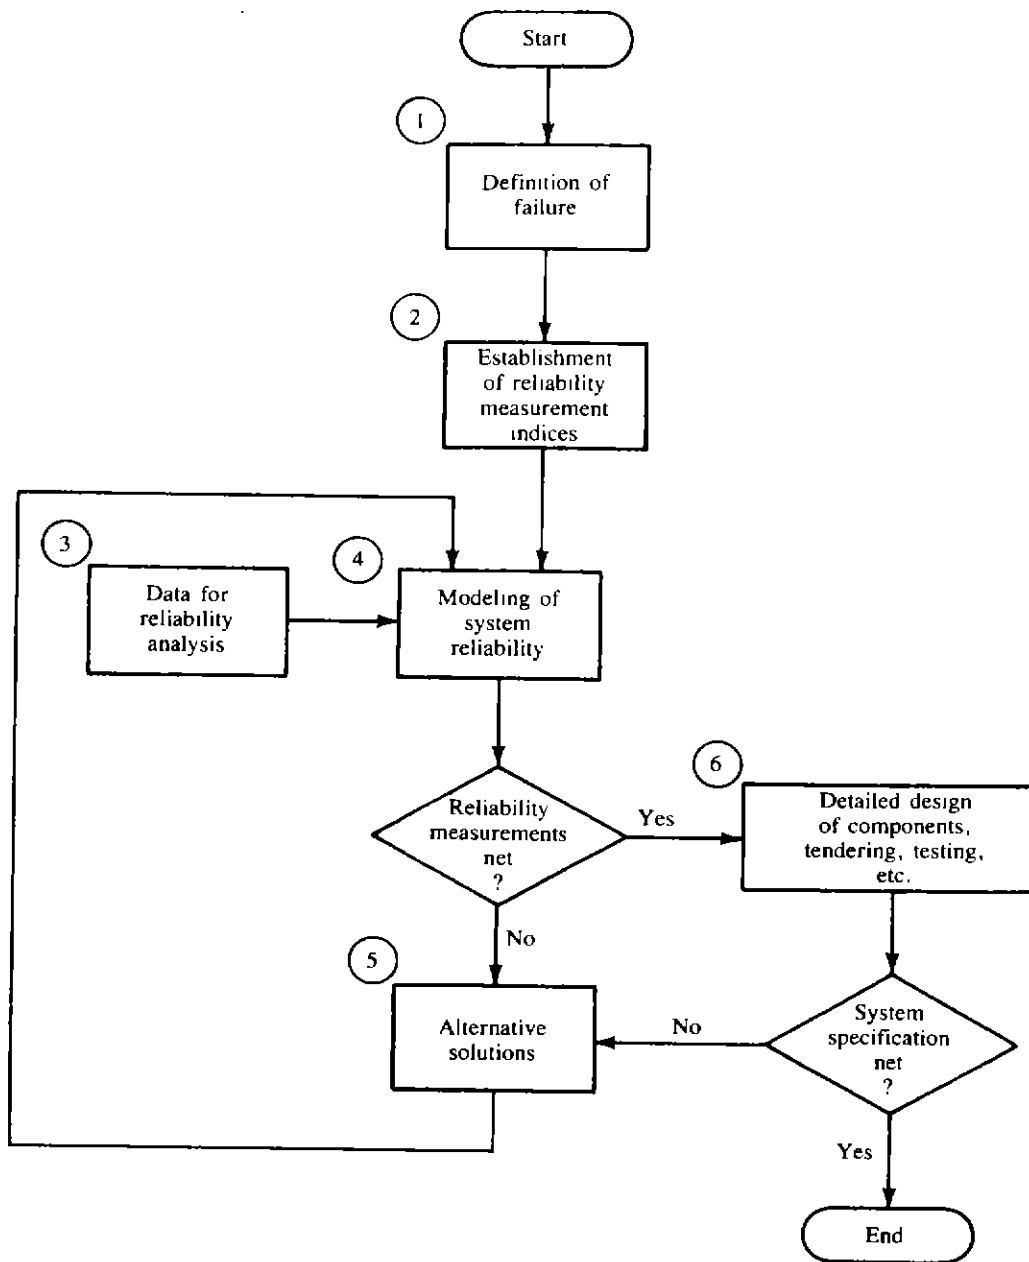 Start
1
Definition of
failure
2
Establishment
of reliability
measurement
indices
3
Data for
reliability
analysis
4
Modeling of
system
reliability
Reliability
measurements
net
?
Yes
No
6
Detailed design
of components,
tendering, testing,
etc.
5
Alternative
solutions
No
System
specification
net
?
Yes
End